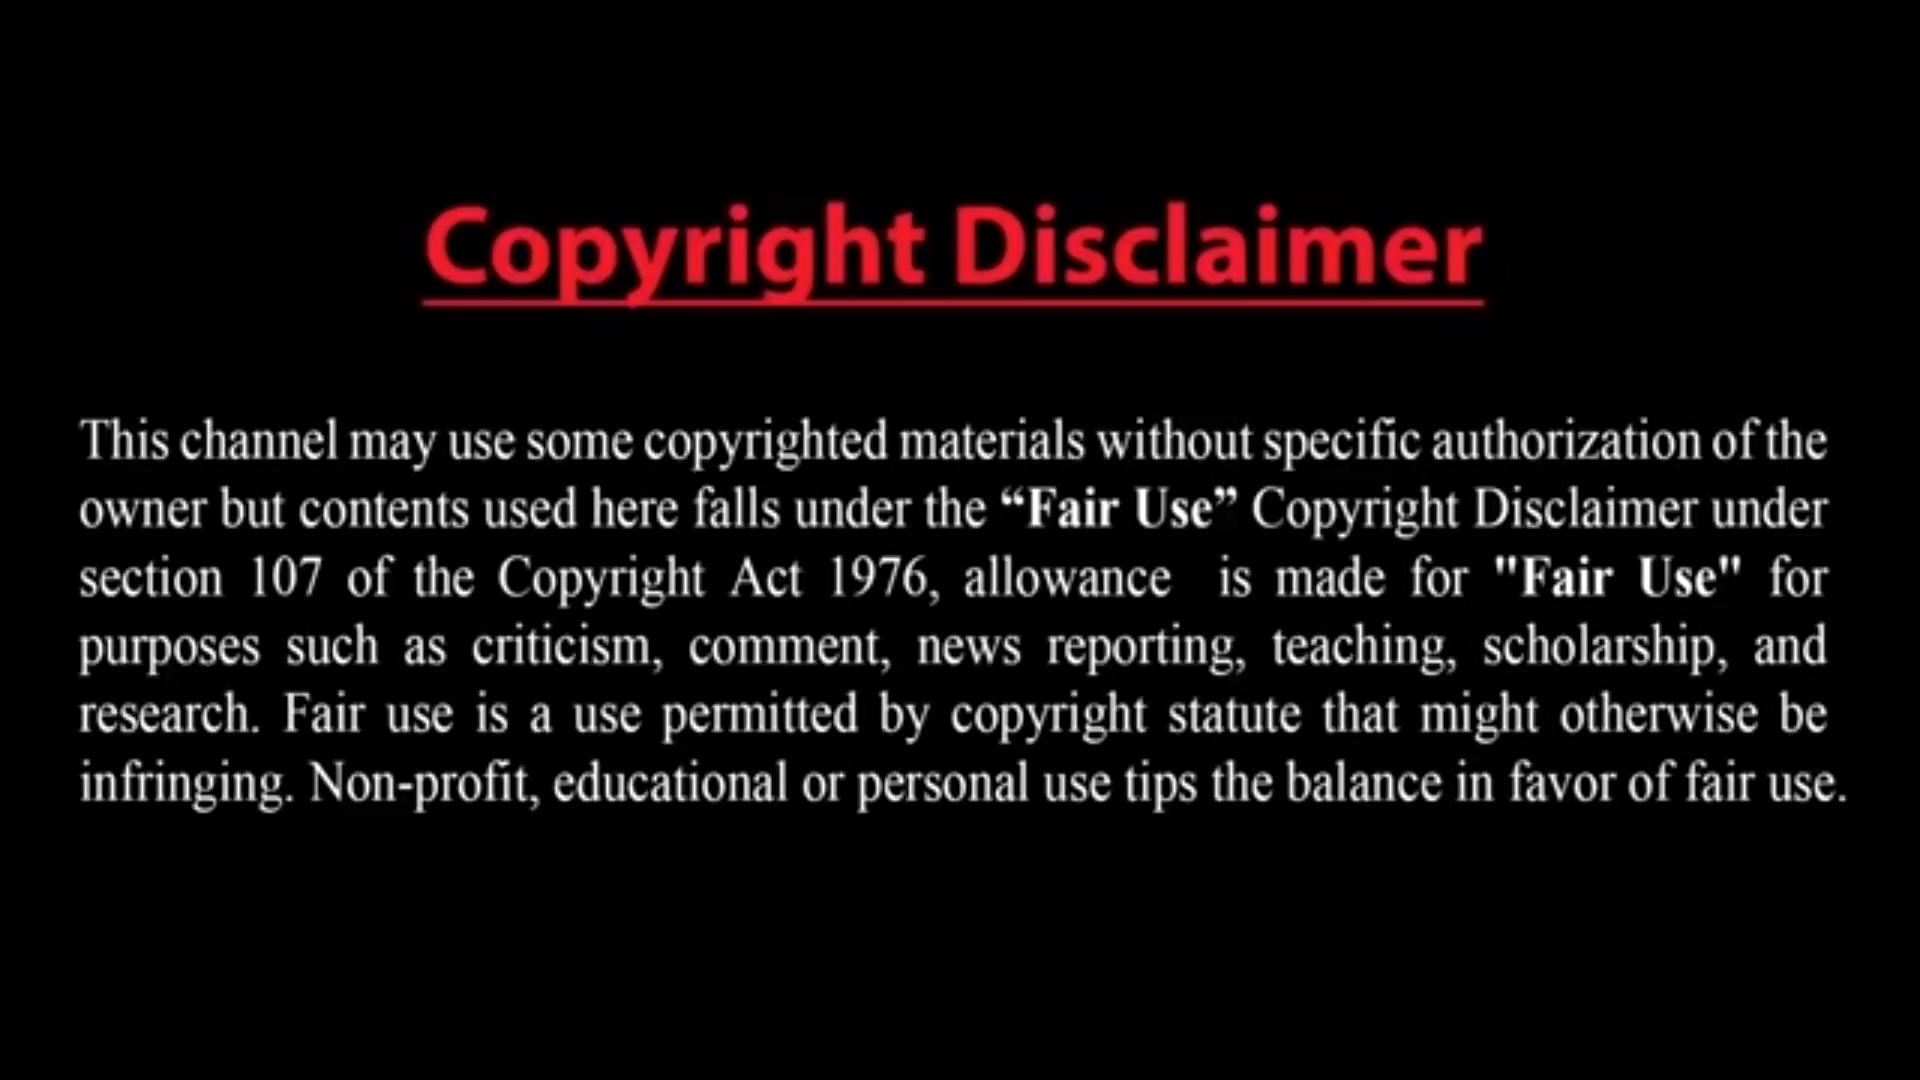 Copyright Disclaimer
This channel may use some copyrighted materials without specific authorization of the
owner but contents used here falls under the “Fair Use” Copyright Disclaimer under
section 107 of the Copyright Act 1976, allowance is made for "Fair Use" for
purposes such as criticism, comment, news reporting, teaching, scholarship, and
research. Fair use is a use permitted by copyright statute that might otherwise be
infringing. Non-profit, educational or personal use tips the balance in favor of fair use.